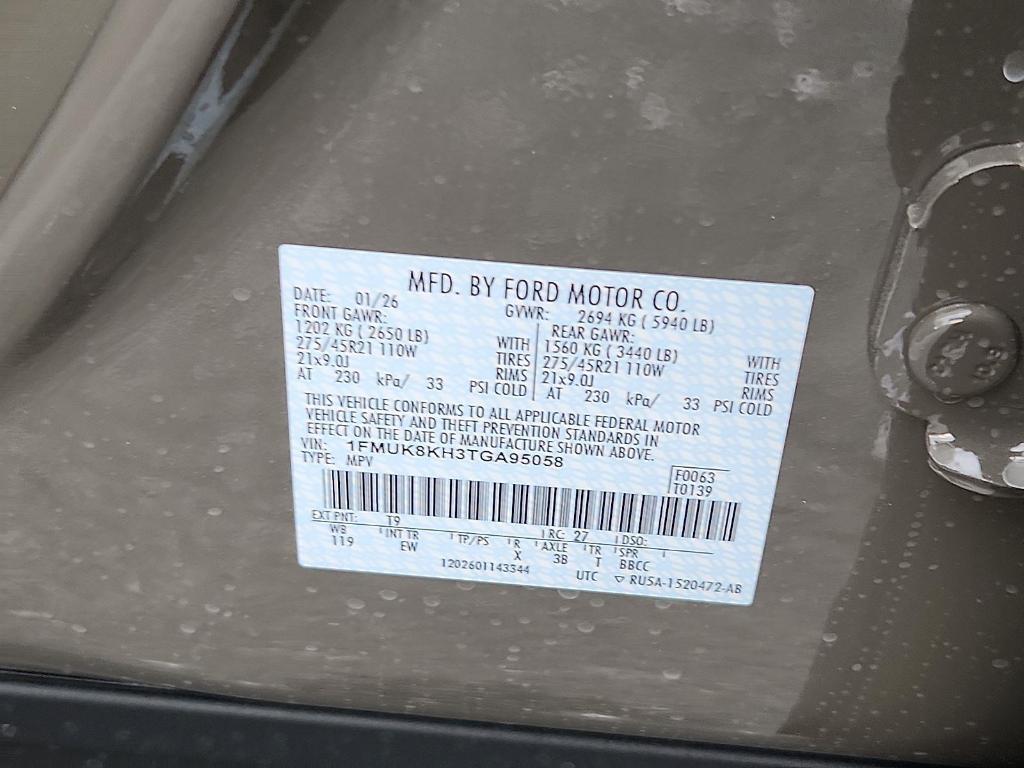 MFD. BY FORD MOTOR CO.
DATE: 01/26 GVWR: 2694 KG ( 5940 LB)
FRONT GAWR: REAR GAWR:
1202 KG ( 2650 LB) WITH 1560 KG ( 3440 LB) WITH
275/45R21 110W TIRES 275/45R21 110W TIRES
21x9.0J RIMS 21x9.0J RIMS
AT 230 kPa/ 33 PSI COLD AT 230 kPa/ 33 PSI COLD
THIS VEHICLE CONFORMS TO ALL APPLICABLE FEDERAL MOTOR
VEHICLE SAFETY AND THEFT PREVENTION STANDARDS IN
EFFECT ON THE DATE OF MANUFACTURE SHOWN ABOVE.
VIN: 1FMUK8KH3TGA95058
TYPE: MPV
F0063
T0139
EXT PNT: T9 RC: 27 DSO:
WB INT TR TP/PS R AXLE TR SPR
119 EW X 3B T BBCC
1202601143344 UTC ▽ RU5A-1520472-AB